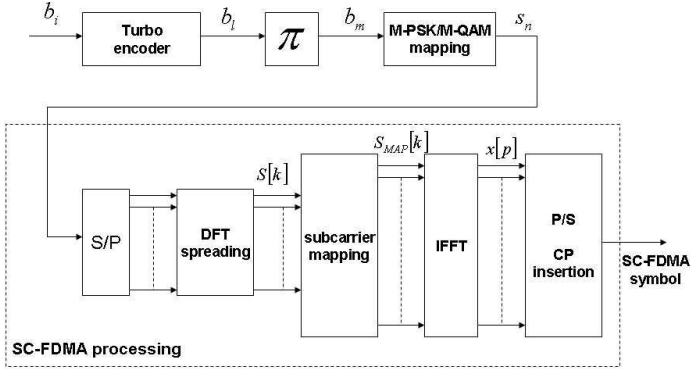 b_i
Turbo
encoder
b_l
π
b_m
M-PSK/M-QAM
mapping
s_n
S/P
DFT
spreading
S[k]
subcarrier
mapping
S_MAP[k]
IFFT
x[p]
P/S
CP
insertion
SC-FDMA
symbol
SC-FDMA processing